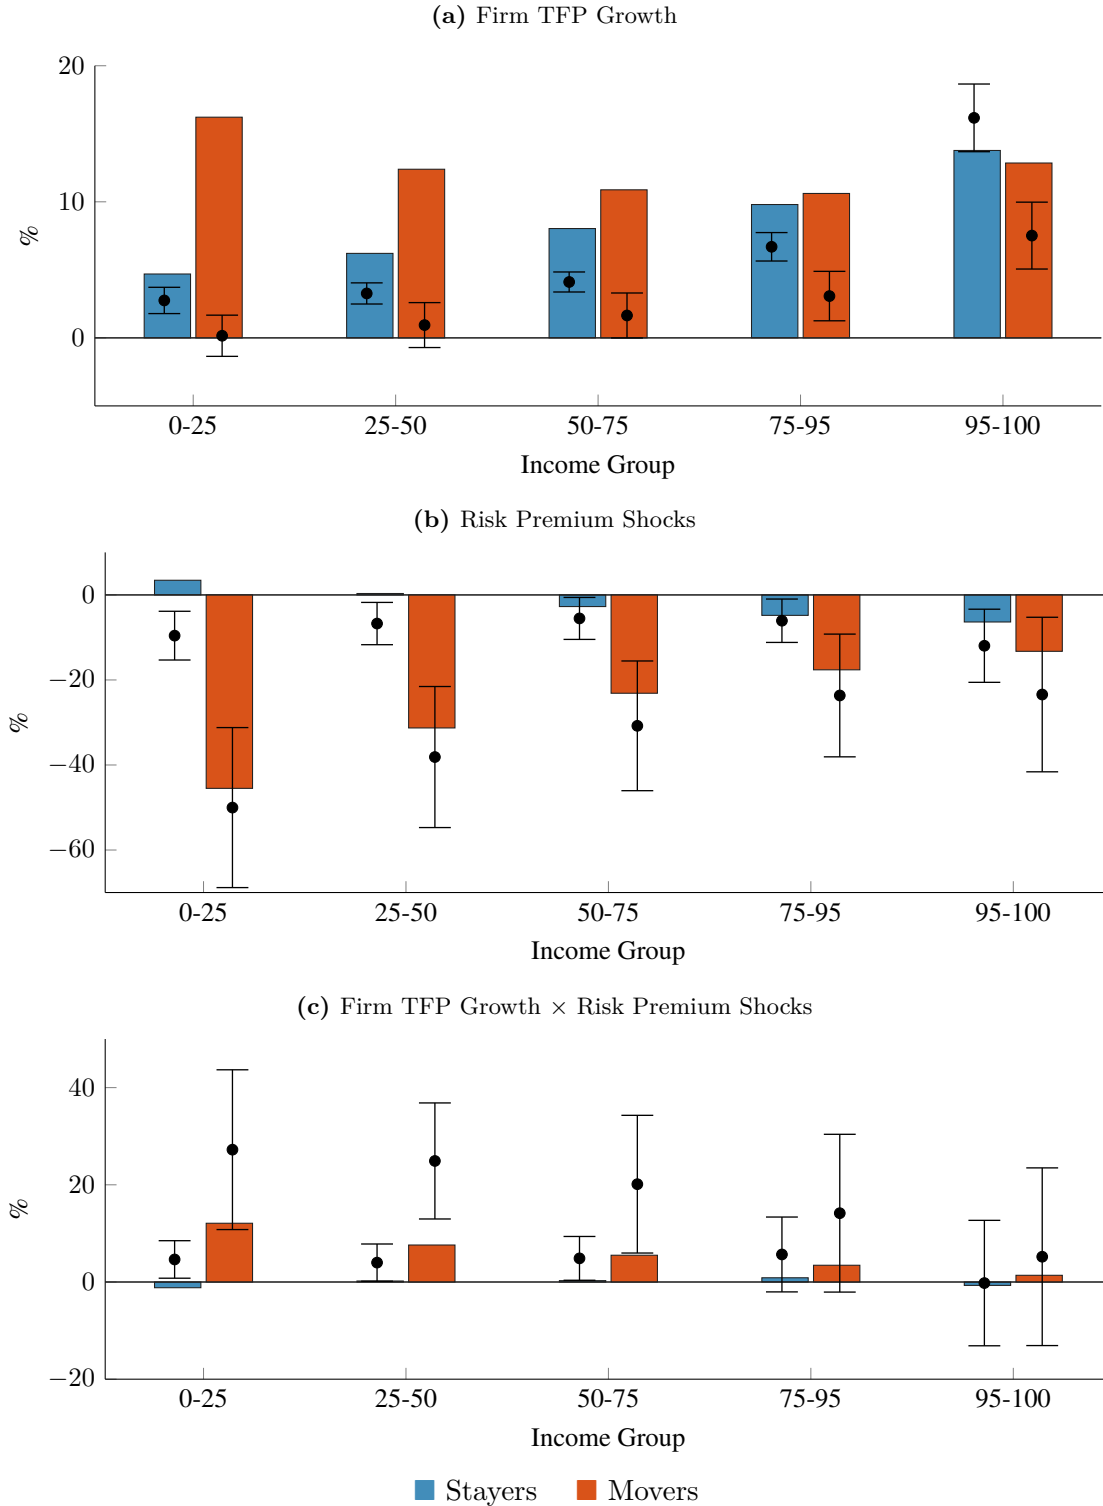 (a) Firm TFP Growth
20
10
0
%
0-25 25-50 50-75 75-95 95-100
Income Group
(b) Risk Premium Shocks
0
−20
−40
−60
%
0-25 25-50 50-75 75-95 95-100
Income Group
(c) Firm TFP Growth × Risk Premium Shocks
40
20
0
−20
%
0-25 25-50 50-75 75-95 95-100
Income Group
Stayers Movers